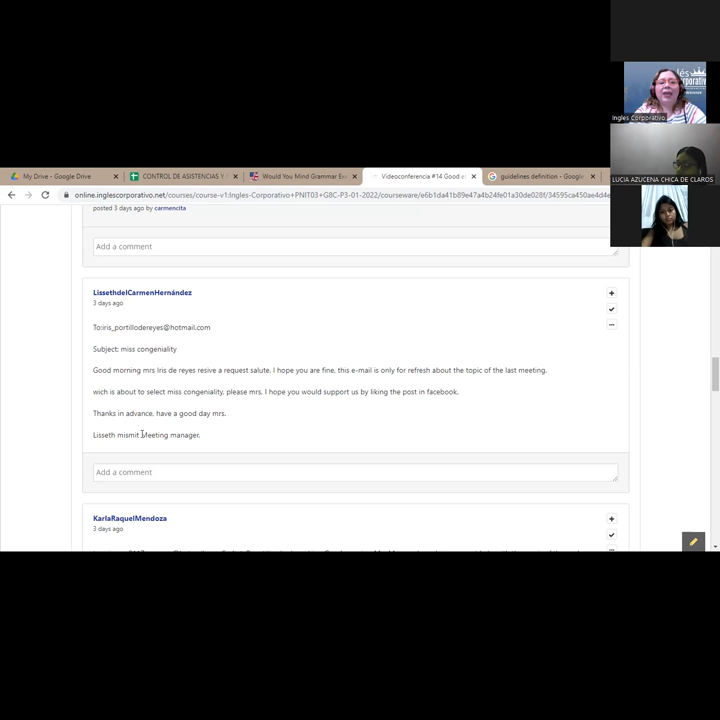 Ingles Corporativo
LUCIA AZUCENA CHICA DE CLAROS
My Drive - Google Drive
CONTROL DE ASISTENCIAS Y
Would You Mind Grammar Ex
Videoconferencia #14 Good e
guidelines definition - Google
online.inglescorporativo.net/courses/course-v1:Ingles-Corporativo+PNIT03+G8C-P3-01-2022/courseware/e6b1da41b89e47a4b24fe01a30de028f/34595ca450ae4d4e
posted 3 days ago by carmencita
Add a comment
LissethdelCarmenHernández
3 days ago
To:iris_portillodereyes@hotmail.com
Subject: miss congeniality
Good morning mrs Iris de reyes resive a request salute, I hope you are fine, this e-mail is only for refresh about the topic of the last meeting.
wich is about to select miss congeniality, please mrs, I hope you would support us by liking the post in facebook.
Thanks in advance, have a good day mrs.
Lisseth mismit Meeting manager.
Add a comment
KarlaRaquelMendoza
3 days ago